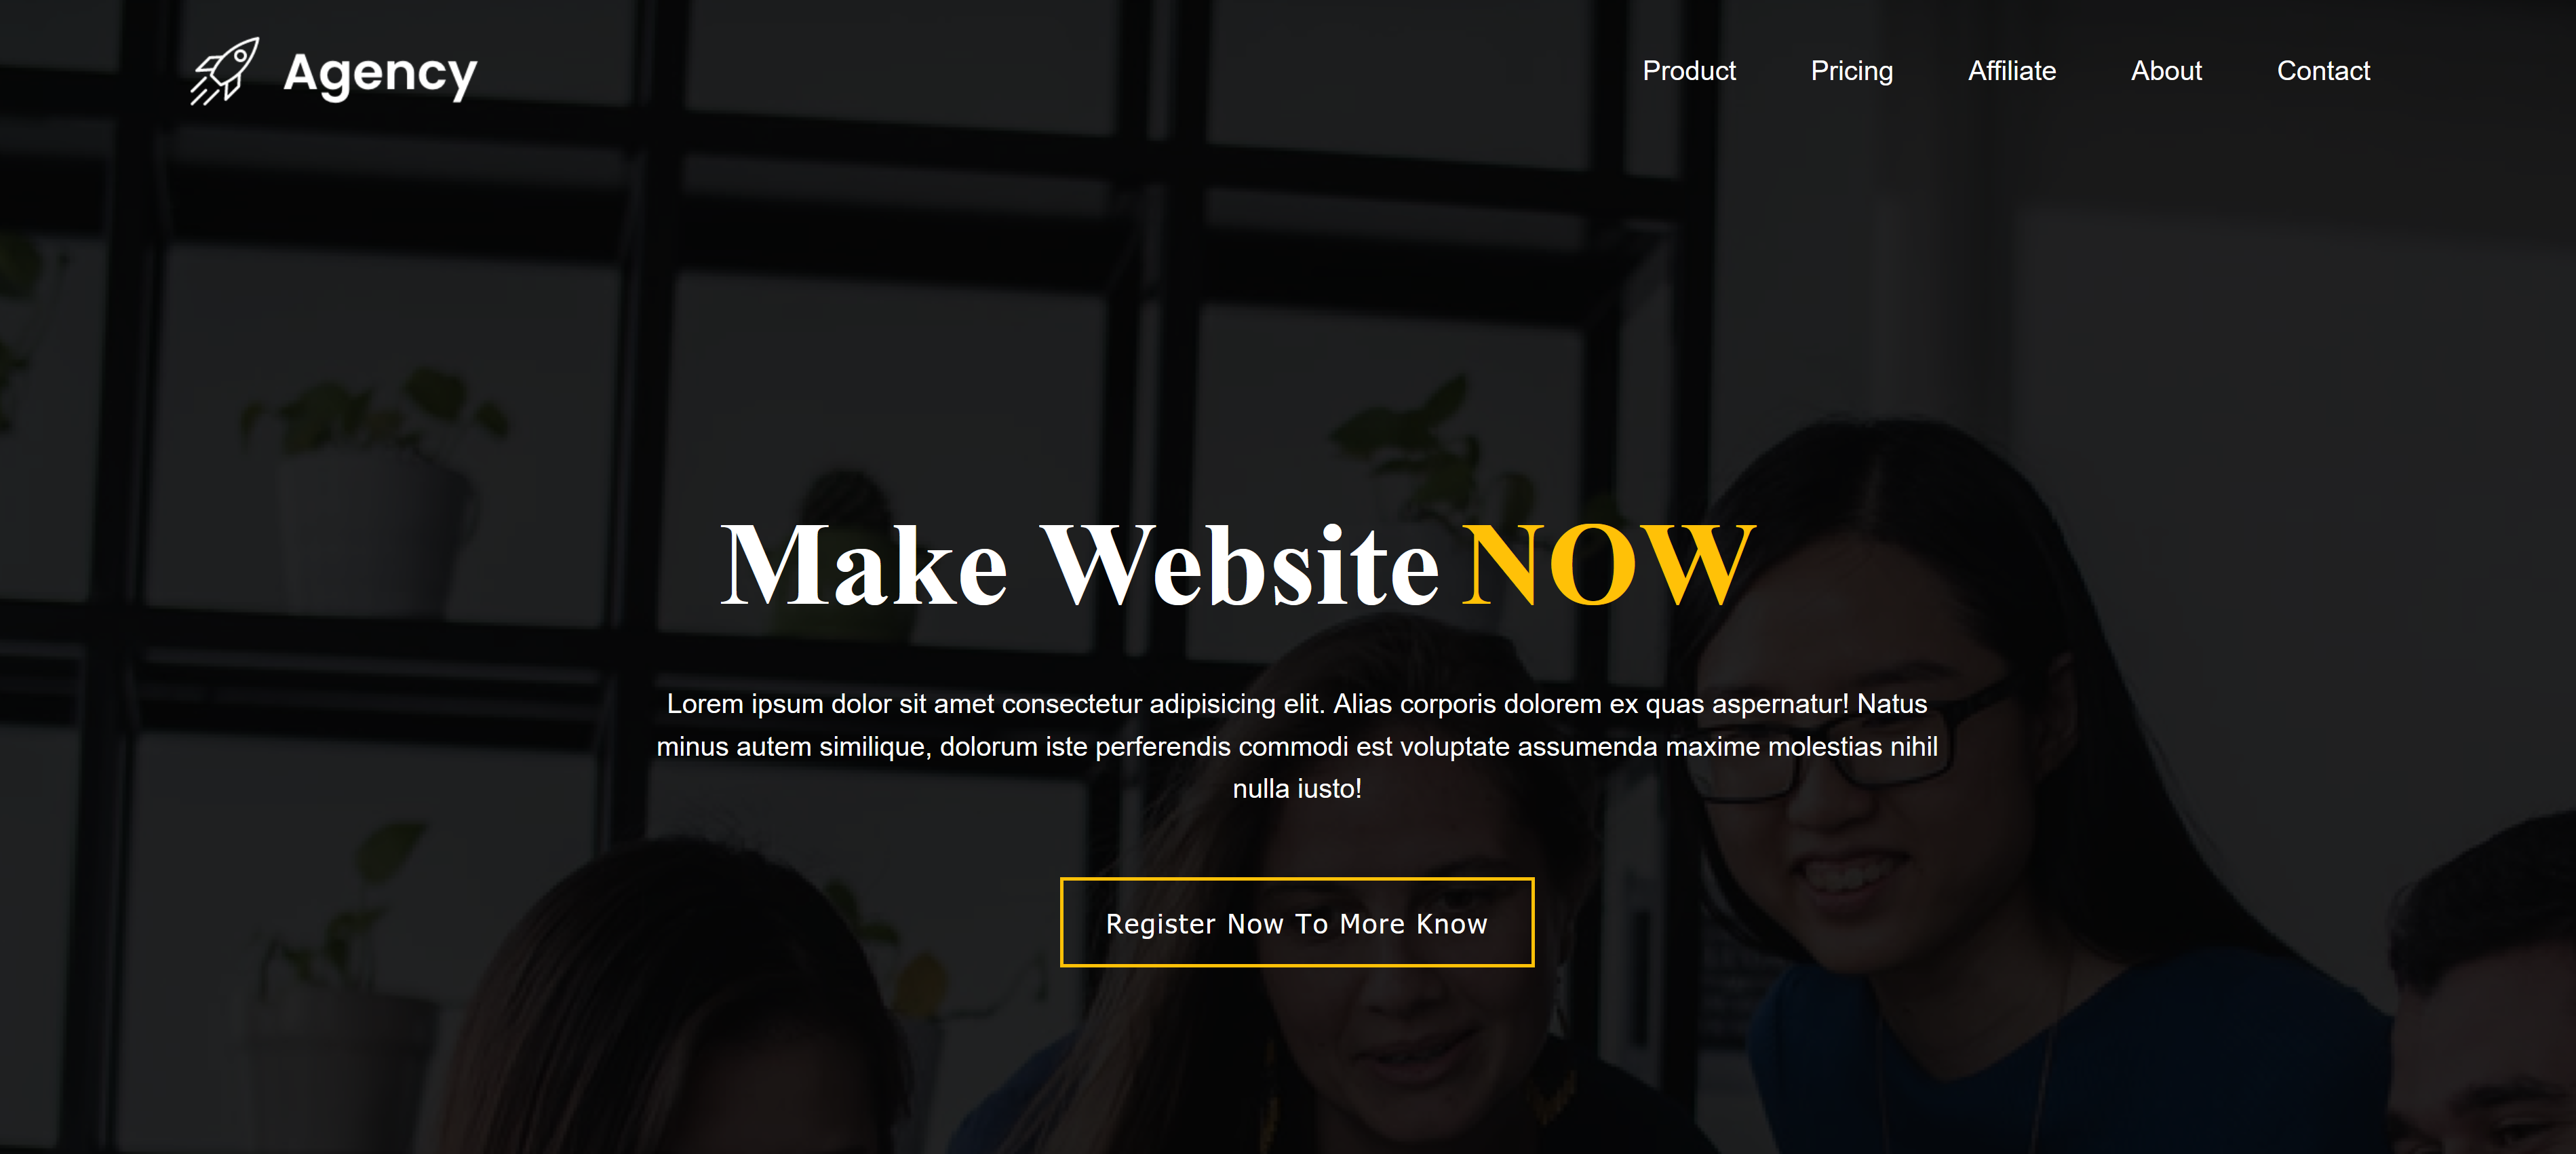 Agency
Product Pricing Affiliate About Contact
Make Website NOW
Lorem ipsum dolor sit amet consectetur adipisicing elit. Alias corporis dolorem ex quas aspernatur! Natus
minus autem similique, dolorum iste perferendis commodi est voluptate assumenda maxime molestias nihil
nulla iusto!
Register Now To More Know